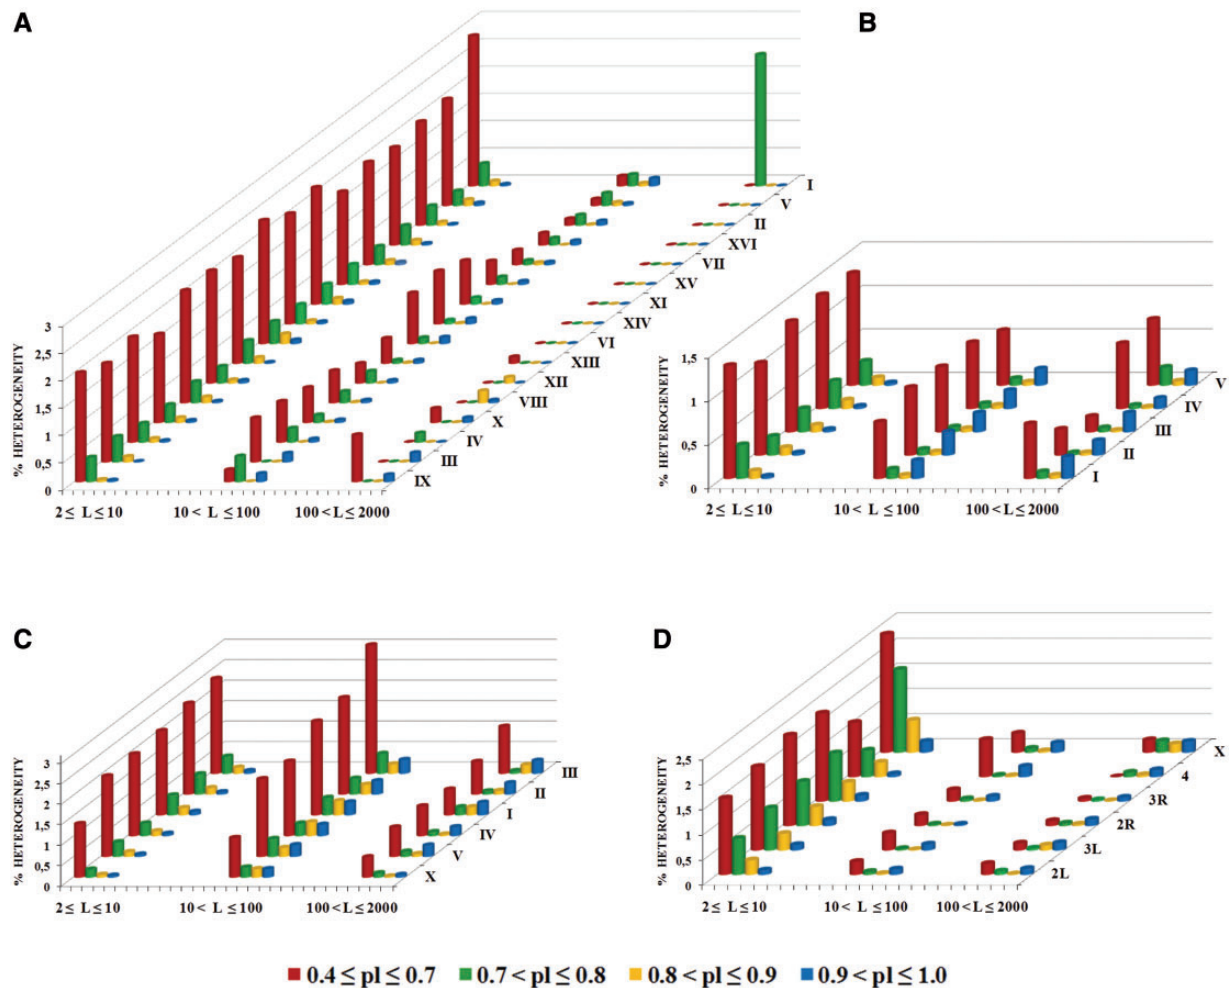 A
% HETEROGENEITY
3
2,5
2
1,5
1
0,5
0
2 ≤ L ≤ 10
10 < L ≤ 100
100 < L ≤ 2000
I
V
II
XVI
VII
XV
XI
XIV
VI
XIII
XII
VIII
X
IV
III
IX
B
% HETEROGENEITY
1,5
1
0,5
0
2 ≤ L ≤ 10
10 < L ≤ 100
100 < L ≤ 2000
V
IV
III
II
I
C
% HETEROGENEITY
3
2,5
2
1,5
1
0,5
0
2 ≤ L ≤ 10
10 < L ≤ 100
100 < L ≤ 2000
III
II
I
IV
V
X
D
% HETEROGENEITY
2,5
2
1,5
1
0,5
0
2 ≤ L ≤ 10
10 < L ≤ 100
100 < L ≤ 2000
X
4
3R
2R
3L
2L
0.4 ≤ pl ≤ 0.7 0.7 < pl ≤ 0.8 0.8 < pl ≤ 0.9 0.9 < pl ≤ 1.0